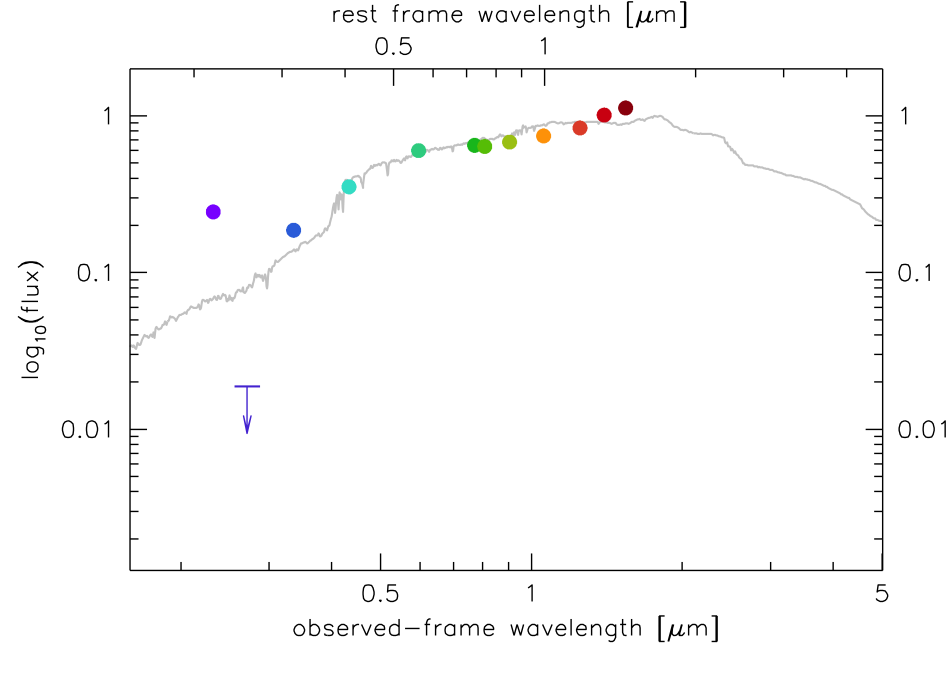 rest frame wavelength [μm]
0.5 1
1 1
0.1 0.1
log10(flux)
0.01 0.01
0.5 1 5
observed-frame wavelength [μm]